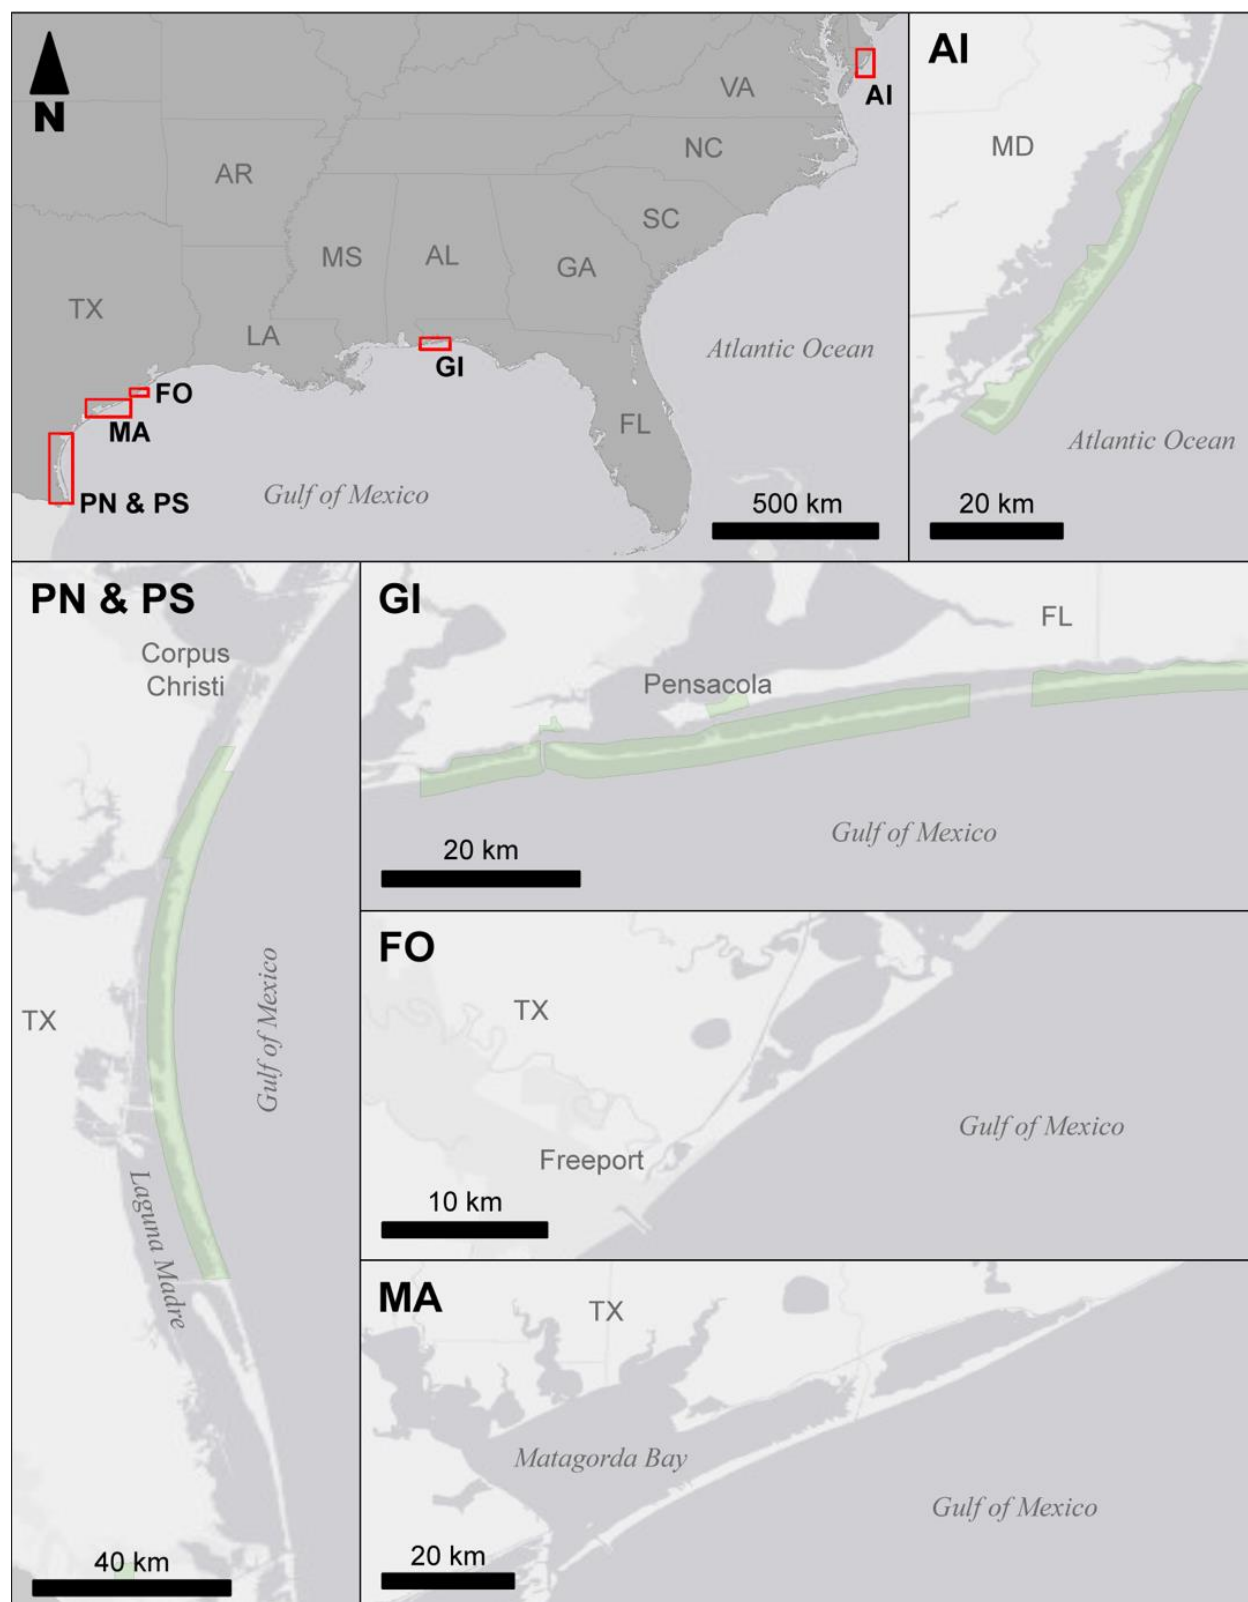 N
VA
AI
NC
AR
SC
MS
AL
GA
TX
LA
Atlantic Ocean
GI
FO
MA
FL
PN & PS
Gulf of Mexico
500 km
AI
MD
Atlantic Ocean
20 km
PN & PS
Corpus
Christi
TX
Gulf of Mexico
Laguna Madre
40 km
GI
FL
Pensacola
Gulf of Mexico
20 km
FO
TX
Gulf of Mexico
Freeport
10 km
MA
TX
Matagorda Bay
Gulf of Mexico
20 km